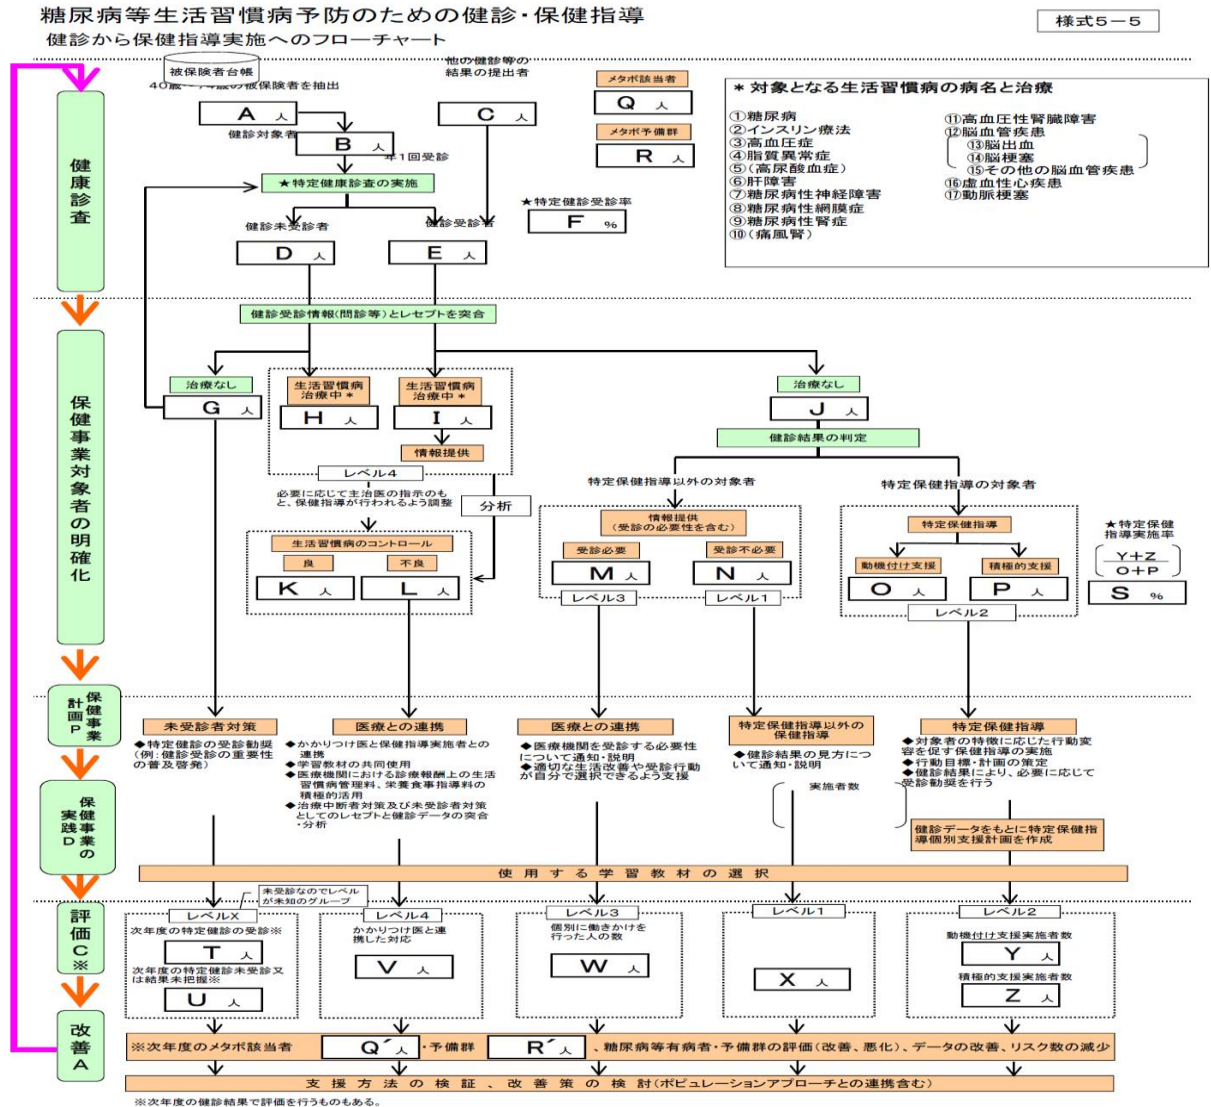 糖尿病等生活習慣病予防のための健診・保健指導
様式5－5
健診から保健指導実施へのフローチャート
被保険者台帳
40歳～74歳の被保険者を抽出
A 人
健診対象者
B 人
年1回受診
他の健診等の
結果の提出者
C 人
メタボ該当者
Q 人
メタボ予備群
R 人
＊対象となる生活習慣病の病名と治療
①糖尿病
②インスリン療法
③高血圧症
④脂質異常症
⑤(高尿酸血症)
⑥肝障害
⑦糖尿病性神経障害
⑧糖尿病性網膜症
⑨糖尿病性腎症
⑩(痛風腎)
⑪高血圧性腎臓障害
⑫脳血管疾患
⑬脳出血
⑭脳梗塞
⑮その他の脳血管疾患
⑯虚血性心疾患
⑰動脈梗塞
健康診査
★特定健康診査の実施
★特定健診受診率
F %
健診未受診者
D 人
健診受診者
E 人
健診受診情報(問診等)とレセプトを突合
保健事業対象者の明確化
治療なし
G 人
生活習慣病
治療中＊
H 人
生活習慣病
治療中＊
I 人
情報提供
レベル4
治療なし
J 人
健診結果の判定
必要に応じて主治医の指示のも
と、保健指導が行われるよう調整
分析
生活習慣病のコントロール
良
K 人
不良
L 人
特定保健指導以外の対象者
情報提供
(受診の必要性を含む)
受診必要
M 人
受診不必要
N 人
レベル3
レベル1
特定保健指導の対象者
特定保健指導
動機付け支援
O 人
積極的支援
P 人
レベル2
★特定保健
指導実施率
Y+Z
O+P
S %
保健事業
計画P
未受診者対策
◆特定健診の受診勧奨
(例:健診受診の重要性
の普及啓発)
医療との連携
◆かかりつけ医と保健指導実施者との
連携
◆学習教材の共同使用
◆医療機関における診療報酬上の生活
習慣病管理料、栄養食事指導料の
積極的活用
◆治療中断者対策及び未受診者対策
としてのレセプトと健診データの突合
・分析
医療との連携
◆医療機関を受診する必要性
について通知・説明
◆適切な生活改善や受診行動
が自分で選択できるよう支援
特定保健指導以外の
保健指導
◆健診結果の見方につ
いて通知・説明
実施者数
特定保健指導
◆対象者の特徴に応じた行動変
容を促す保健指導の実施
◆行動目標・計画の策定
◆健診結果により、必要に応じて
受診勧奨を行う
健診データをもとに特定保健指
導個別支援計画を作成
保健事業の
実践D
使用する学習教材の選択
評価C※
未受診なのでレベル
が未知のグループ
レベルX
次年度の特定健診の受診※
T 人
次年度の特定健診未受診又
は結果未把握※
U 人
レベル4
かかりつけ医と連
携した対応
V 人
レベル3
個別に働きかけを
行った人の数
W 人
レベル1
X 人
レベル2
動機付け支援実施者数
Y 人
積極的支援実施者数
Z 人
改善A
※次年度のメタボ該当者 Q´人 ・予備群 R´人 、糖尿病等有病者・予備群の評価(改善、悪化)、データの改善、リスク数の減少
支援方法の検証、改善策の検討(ポピュレーションアプローチとの連携含む)
※次年度の健診結果で評価を行うものもある。